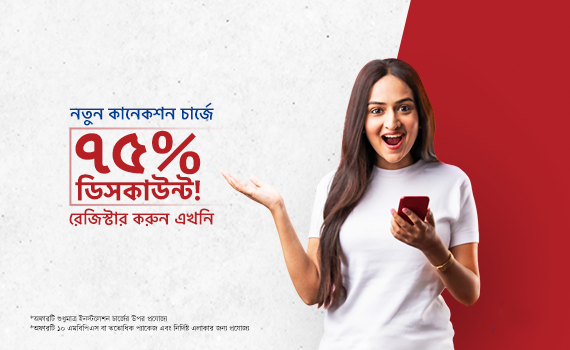 নতুন কানেকশন চার্জে
৭৫%
ডিসকাউন্ট!
রেজিস্টার করুন এখনি
*অফারটি শুধুমাত্র ইনস্টলেশন চার্জের উপর প্রযোজ্য
*অফারটি ১০ এমবিপিএস বা ততোধিক প্যাকেজ এবং নির্দিষ্ট এলাকার জন্য প্রযোজ্য